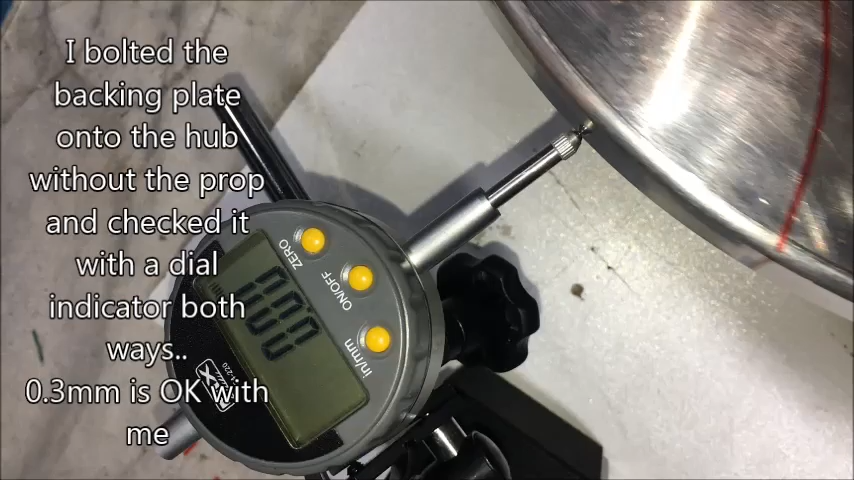 I bolted the
backing plate
onto the hub
without the prop
and checked it
with a dial
indicator both
ways..
0.3mm is OK with
me
ZERO
ON/OFF
in/mm
0.00